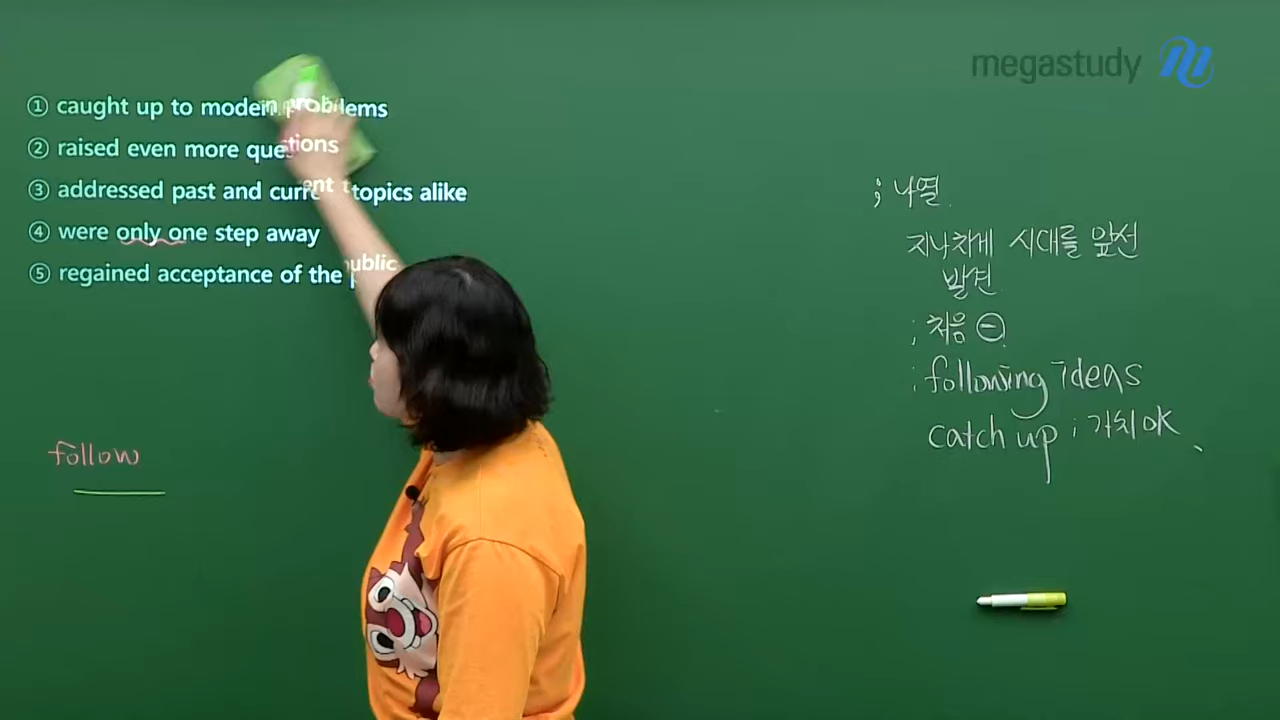 megastudy
① caught up to modern problems
② raised even more questions
③ addressed past and current topics alike
④ were only one step away
⑤ regained acceptance of the public
; 나열
지나치게 시대를 앞선
발견
; 처음 ⊖
; following ideas
catch up ; 가치 OK
follow